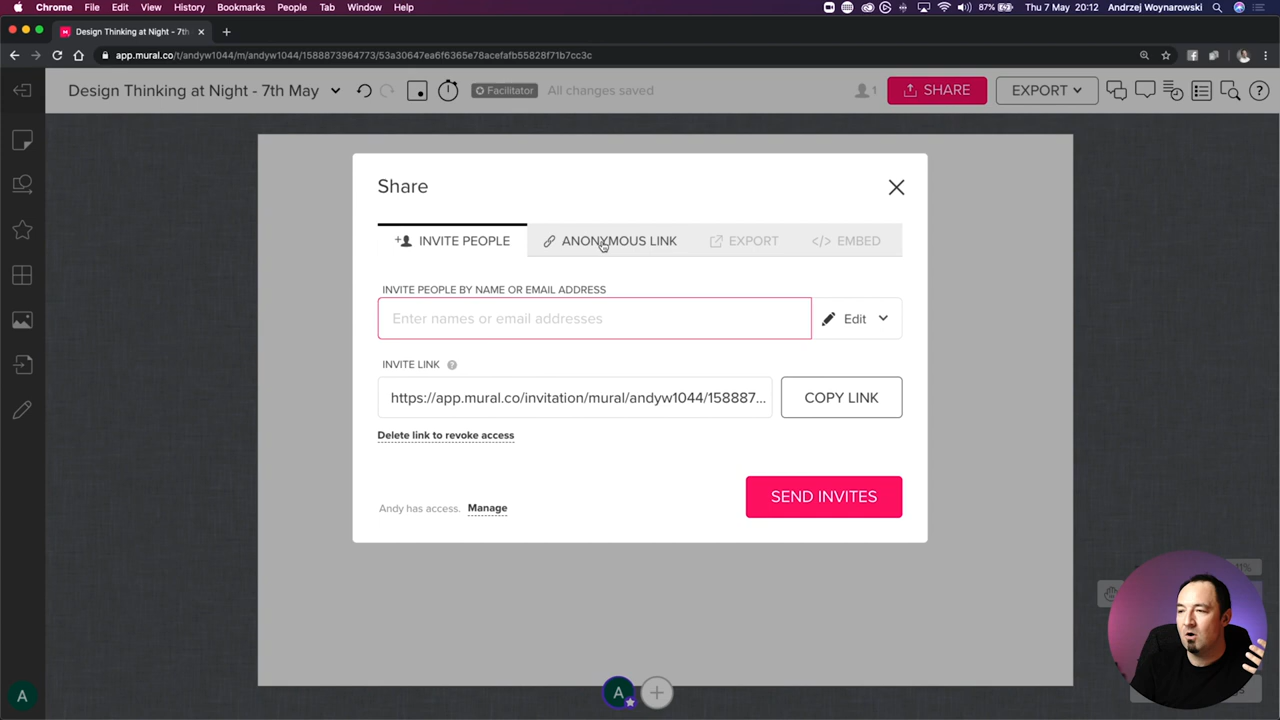 Chrome File Edit View History Bookmarks People Tab Window Help 87% Thu 7 May 20:12 Andrzej Woynarowski
Design Thinking at Night - 7th
app.mural.co/t/andyw1044/m/andyw1044/1588873964773/53a30647ea6f6365e78acefafb55828f71b7cc3c
Design Thinking at Night - 7th May Facilitator All changes saved 1 SHARE EXPORT
Share
INVITE PEOPLE ANONYMOUS LINK EXPORT EMBED
INVITE PEOPLE BY NAME OR EMAIL ADDRESS
Enter names or email addresses Edit
INVITE LINK
https://app.mural.co/invitation/mural/andyw1044/158887... COPY LINK
Delete link to revoke access
SEND INVITES
Andy has access. Manage
A A